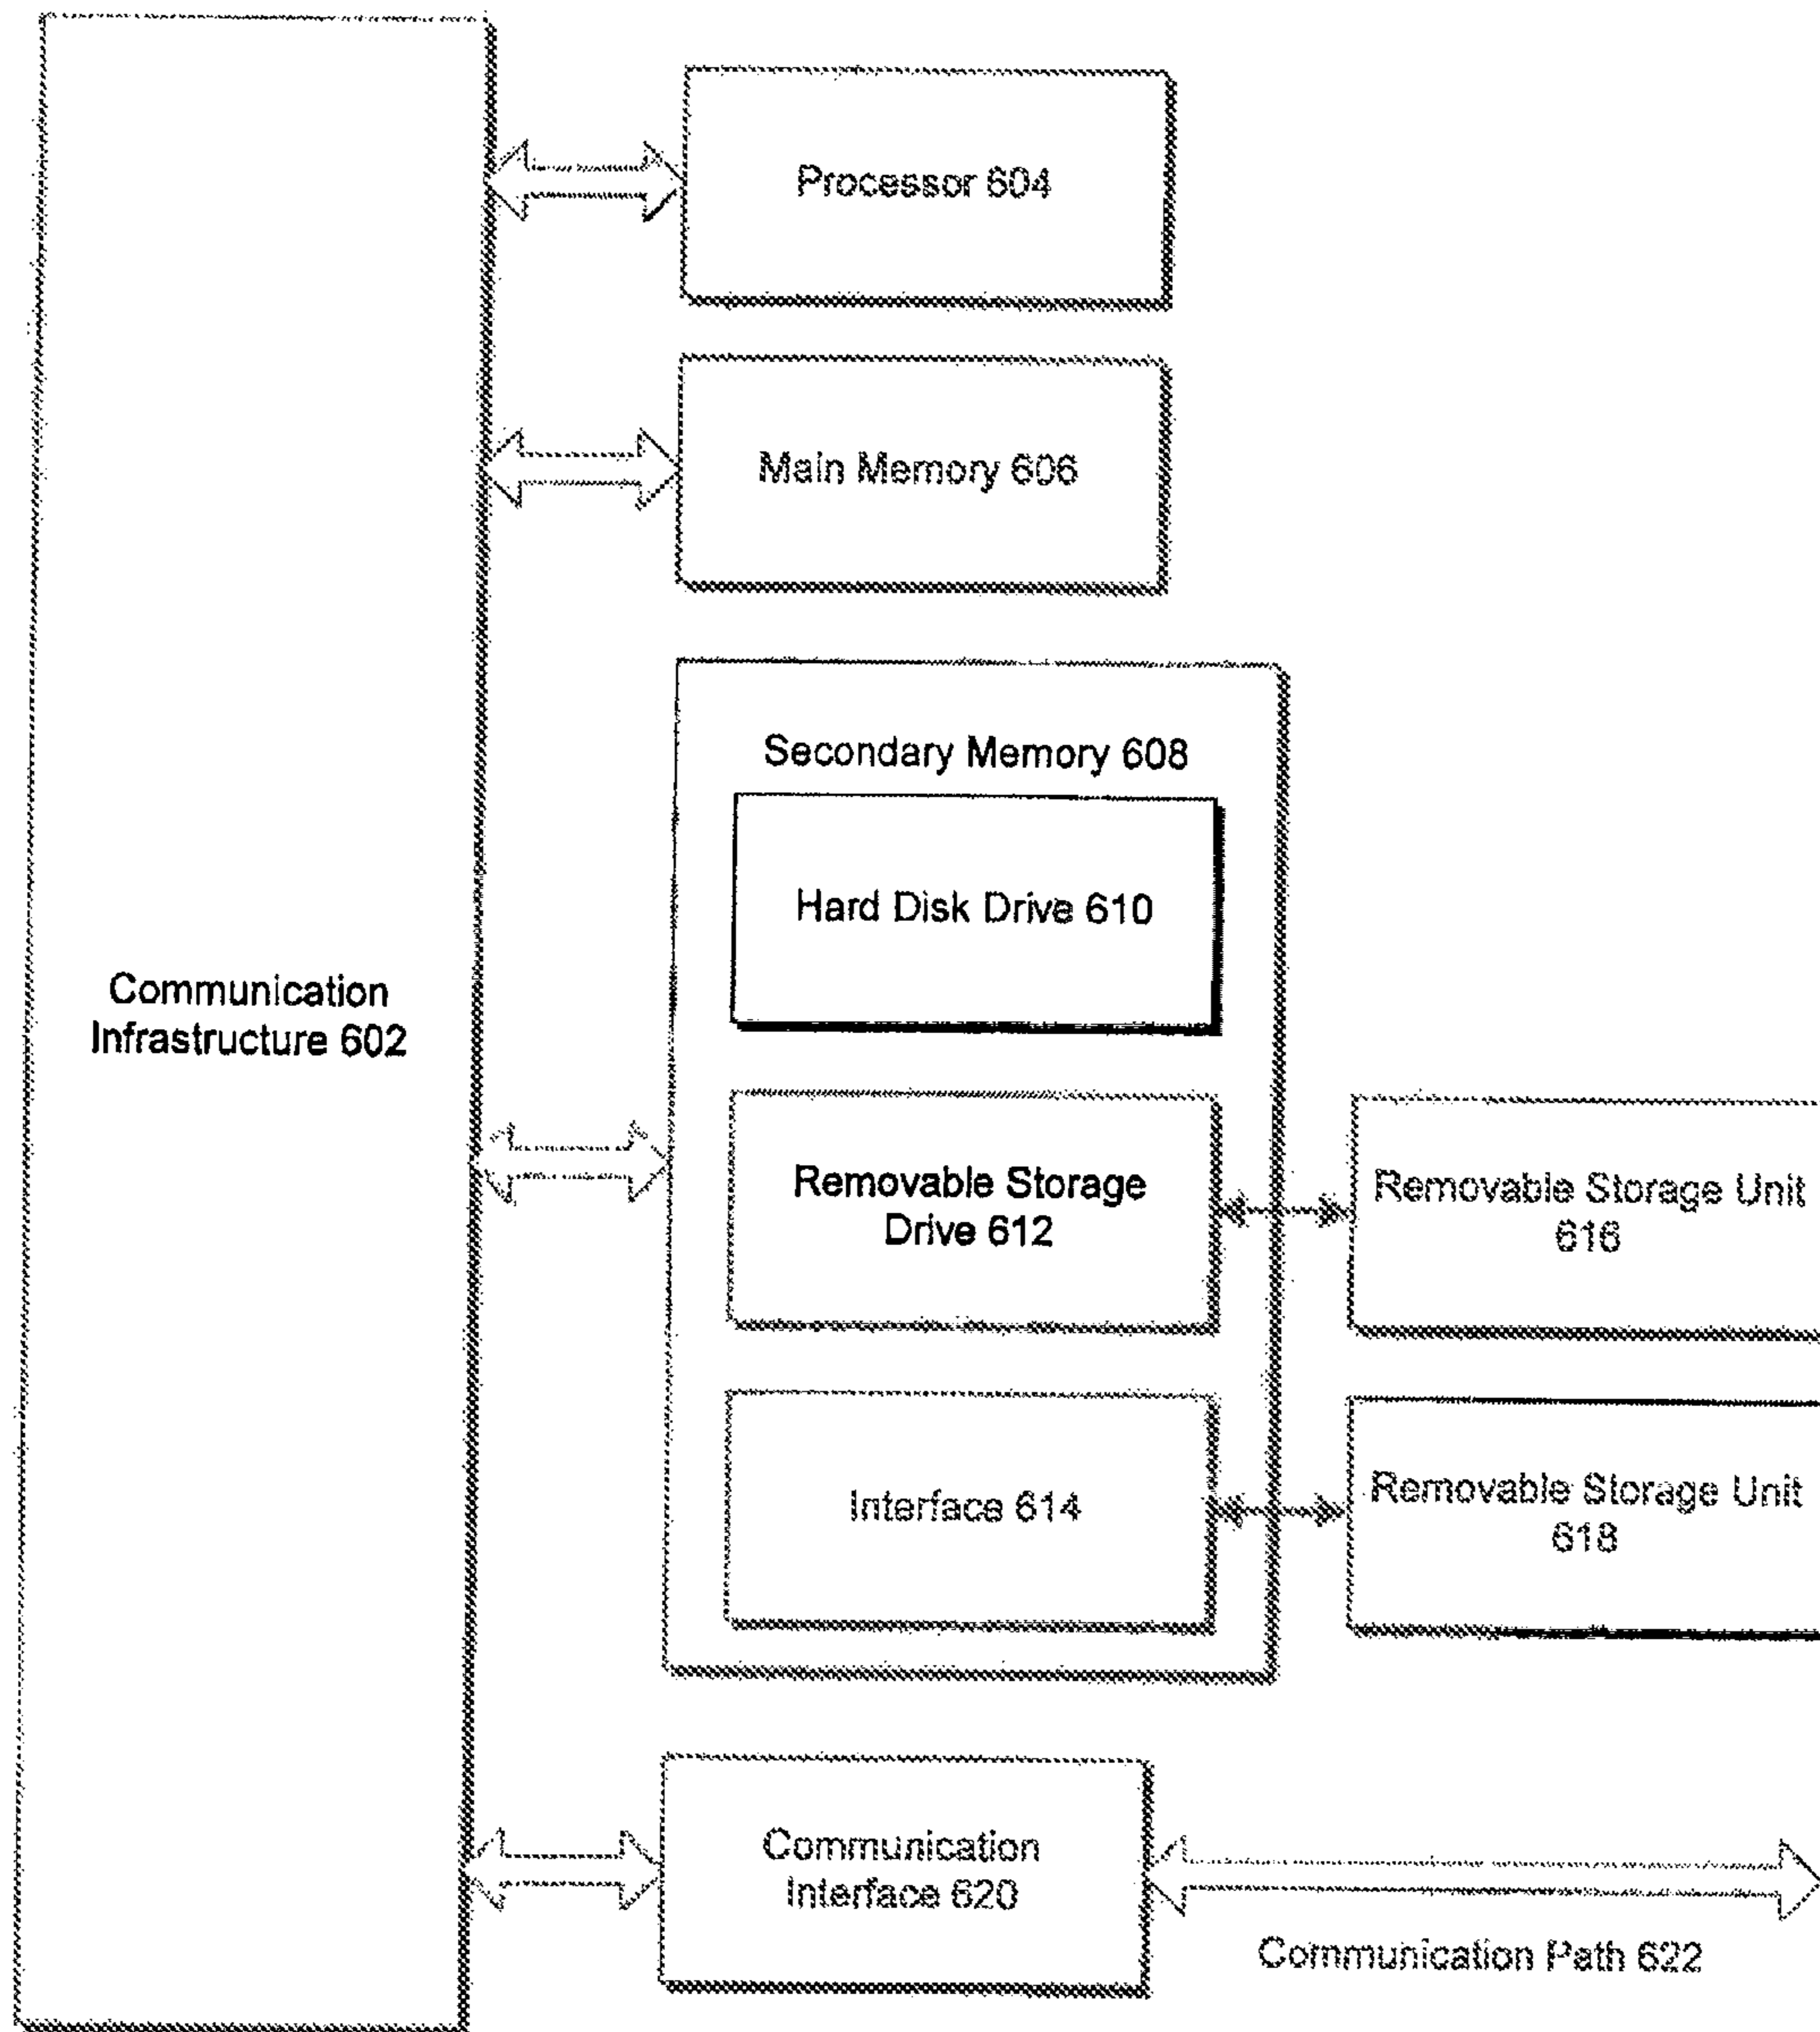 Processor 604
Main Memory 606
Secondary Memory 608
Hard Disk Drive 610
Communication
Infrastructure 602
Removable Storage
Drive 612
Removable Storage Unit
616
Interface 614
Removable Storage Unit
618
Communication
Interface 620
Communication Path 622